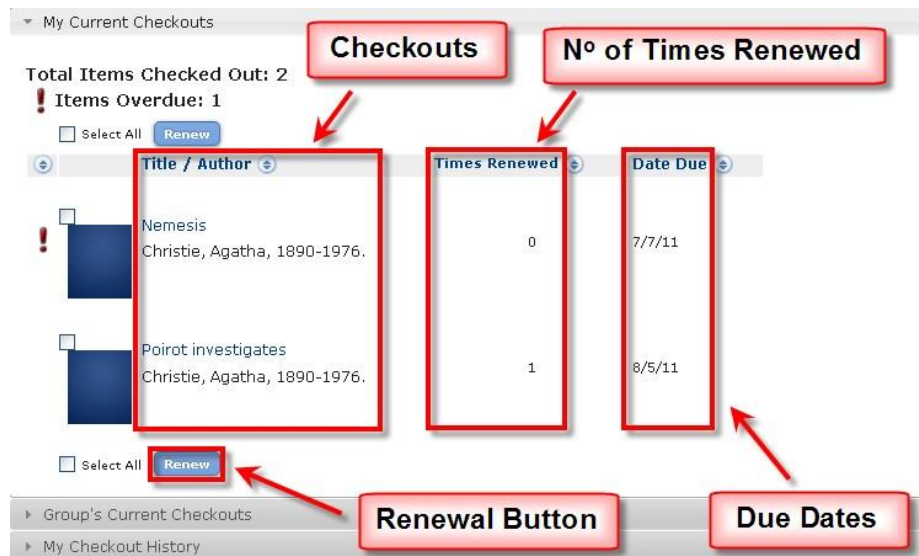 My Current Checkouts
Checkouts
Nº of Times Renewed
Total Items Checked Out: 2
! Items Overdue: 1
Select All Renew
Title / Author Times Renewed Date Due
Nemesis
! Christie, Agatha, 1890-1976. 0 7/7/11
Poirot investigates
Christie, Agatha, 1890-1976. 1 8/5/11
Select All Renew
Renewal Button
Due Dates
Group's Current Checkouts
My Checkout History